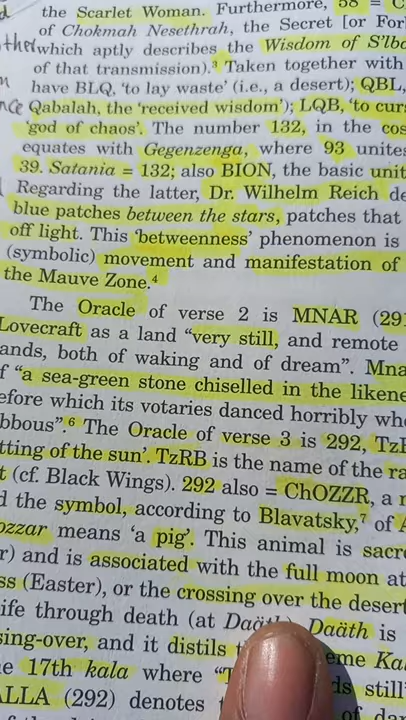 the Scarlet Woman. Furthermore, 58 = C
of Chokmah Nesethrah, the Secret [or For
which aptly describes the Wisdom of S'lb
of that transmission).³ Taken together with
have BLQ, 'to lay waste' (i.e., a desert); QBL,
Qabalah, the 'received wisdom'); LQB, 'to cur
god of chaos'. The number 132, in the cos
equates with Gegenzenga, where 93 unites
39. Satania = 132; also BION, the basic unit
Regarding the latter, Dr. Wilhelm Reich de
blue patches between the stars, patches that
off light. This 'betweenness' phenomenon is
(symbolic) movement and manifestation of
the Mauve Zone.⁴
The Oracle of verse 2 is MNAR (291
Lovecraft as a land "very still, and remote
ands, both of waking and of dream". Mna
f "a sea-green stone chiselled in the likene
efore which its votaries danced horribly wh
bbous".⁶ The Oracle of verse 3 is 292, TzR
tting of the sun'. TzRB is the name of the ra
t (cf. Black Wings). 292 also = ChOZZR, a
d the symbol, according to Blavatsky,⁷ of A
ozzar means 'a pig'. This animal is sacre
r) and is associated with the full moon at
ss (Easter), or the crossing over the desert
ife through death (at Daäth). Daäth is
sing-over, and it distils eme Ka
e 17th kala where "T ds still
ALLA (292) denotes